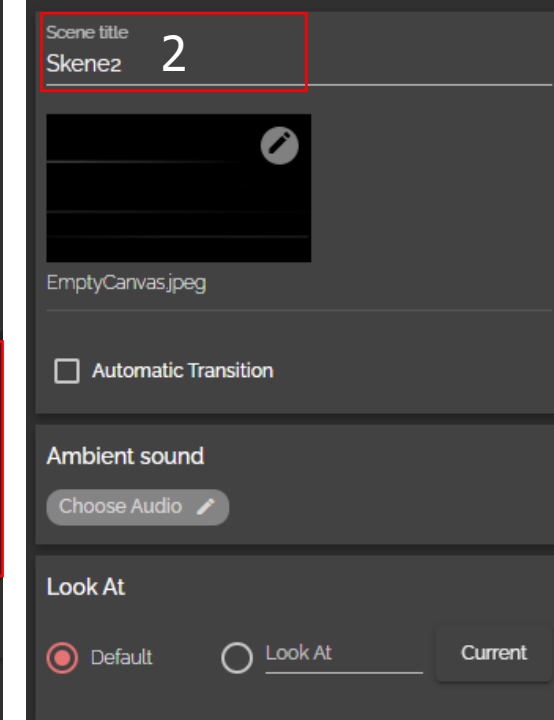 Scene title
Skene2
2
EmptyCanvas.jpeg
Automatic Transition
Ambient sound
Choose Audio
Look At
Default
Look At
Current